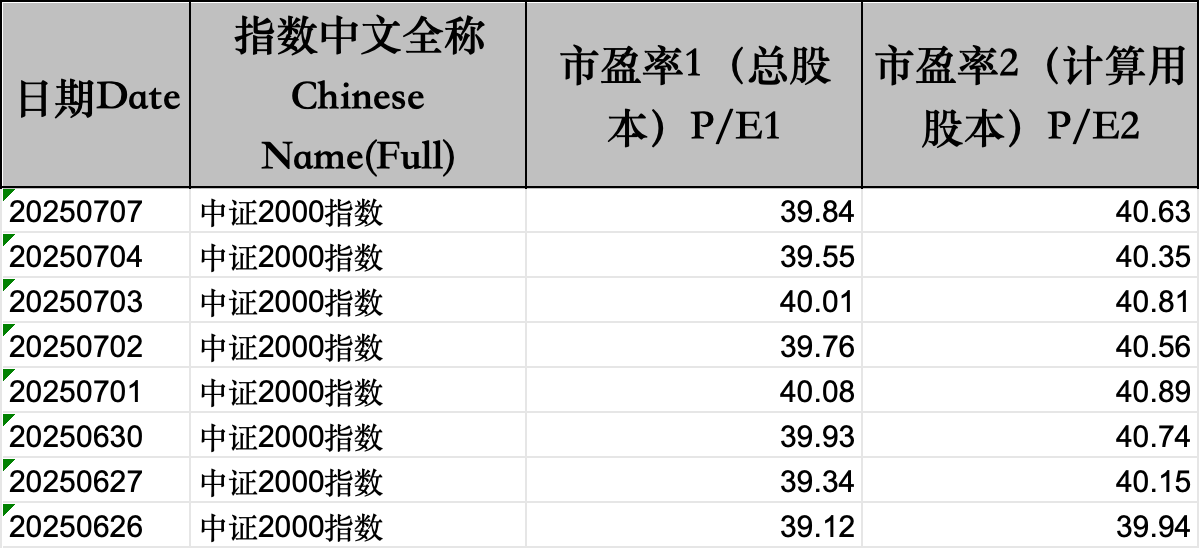 日期Date 指数中文全称 Chinese Name(Full) 市盈率1（总股本）P/E1 市盈率2（计算用股本）P/E2
20250707 中证2000指数 39.84 40.63
20250704 中证2000指数 39.55 40.35
20250703 中证2000指数 40.01 40.81
20250702 中证2000指数 39.76 40.56
20250701 中证2000指数 40.08 40.89
20250630 中证2000指数 39.93 40.74
20250627 中证2000指数 39.34 40.15
20250626 中证2000指数 39.12 39.94